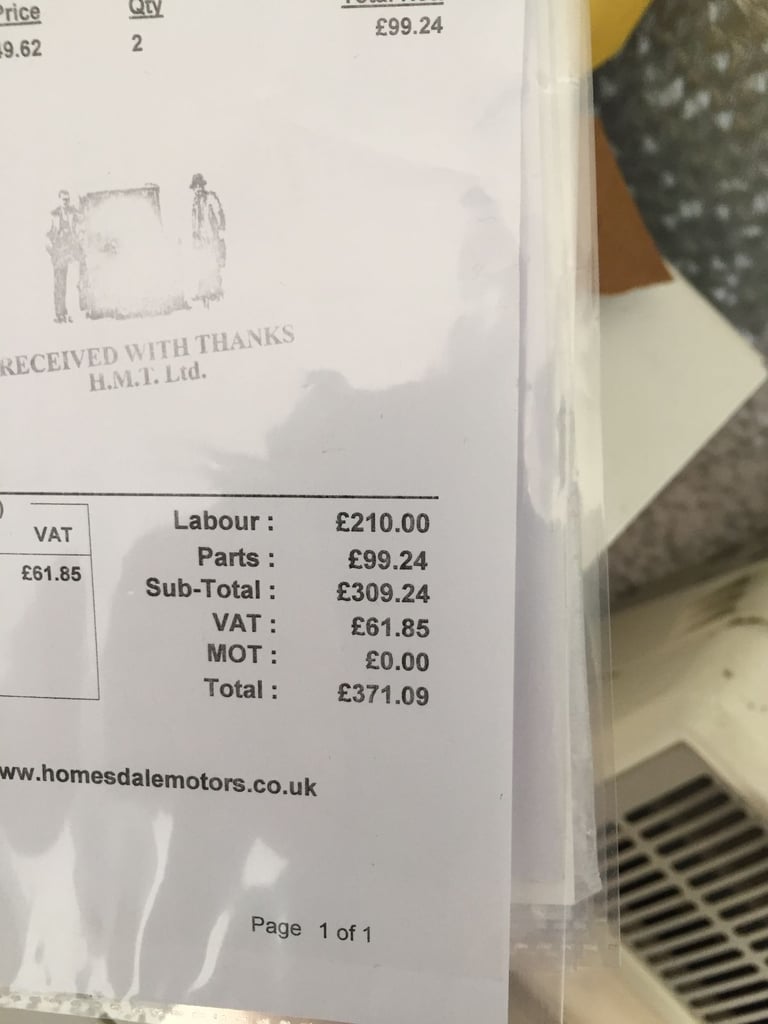 Price Qty
49.62 2 £99.24
RECEIVED WITH THANKS
H.M.T. Ltd.
VAT
£61.85
Labour : £210.00
Parts : £99.24
Sub-Total : £309.24
VAT : £61.85
MOT : £0.00
Total : £371.09
ww.homesdalemotors.co.uk
Page 1 of 1